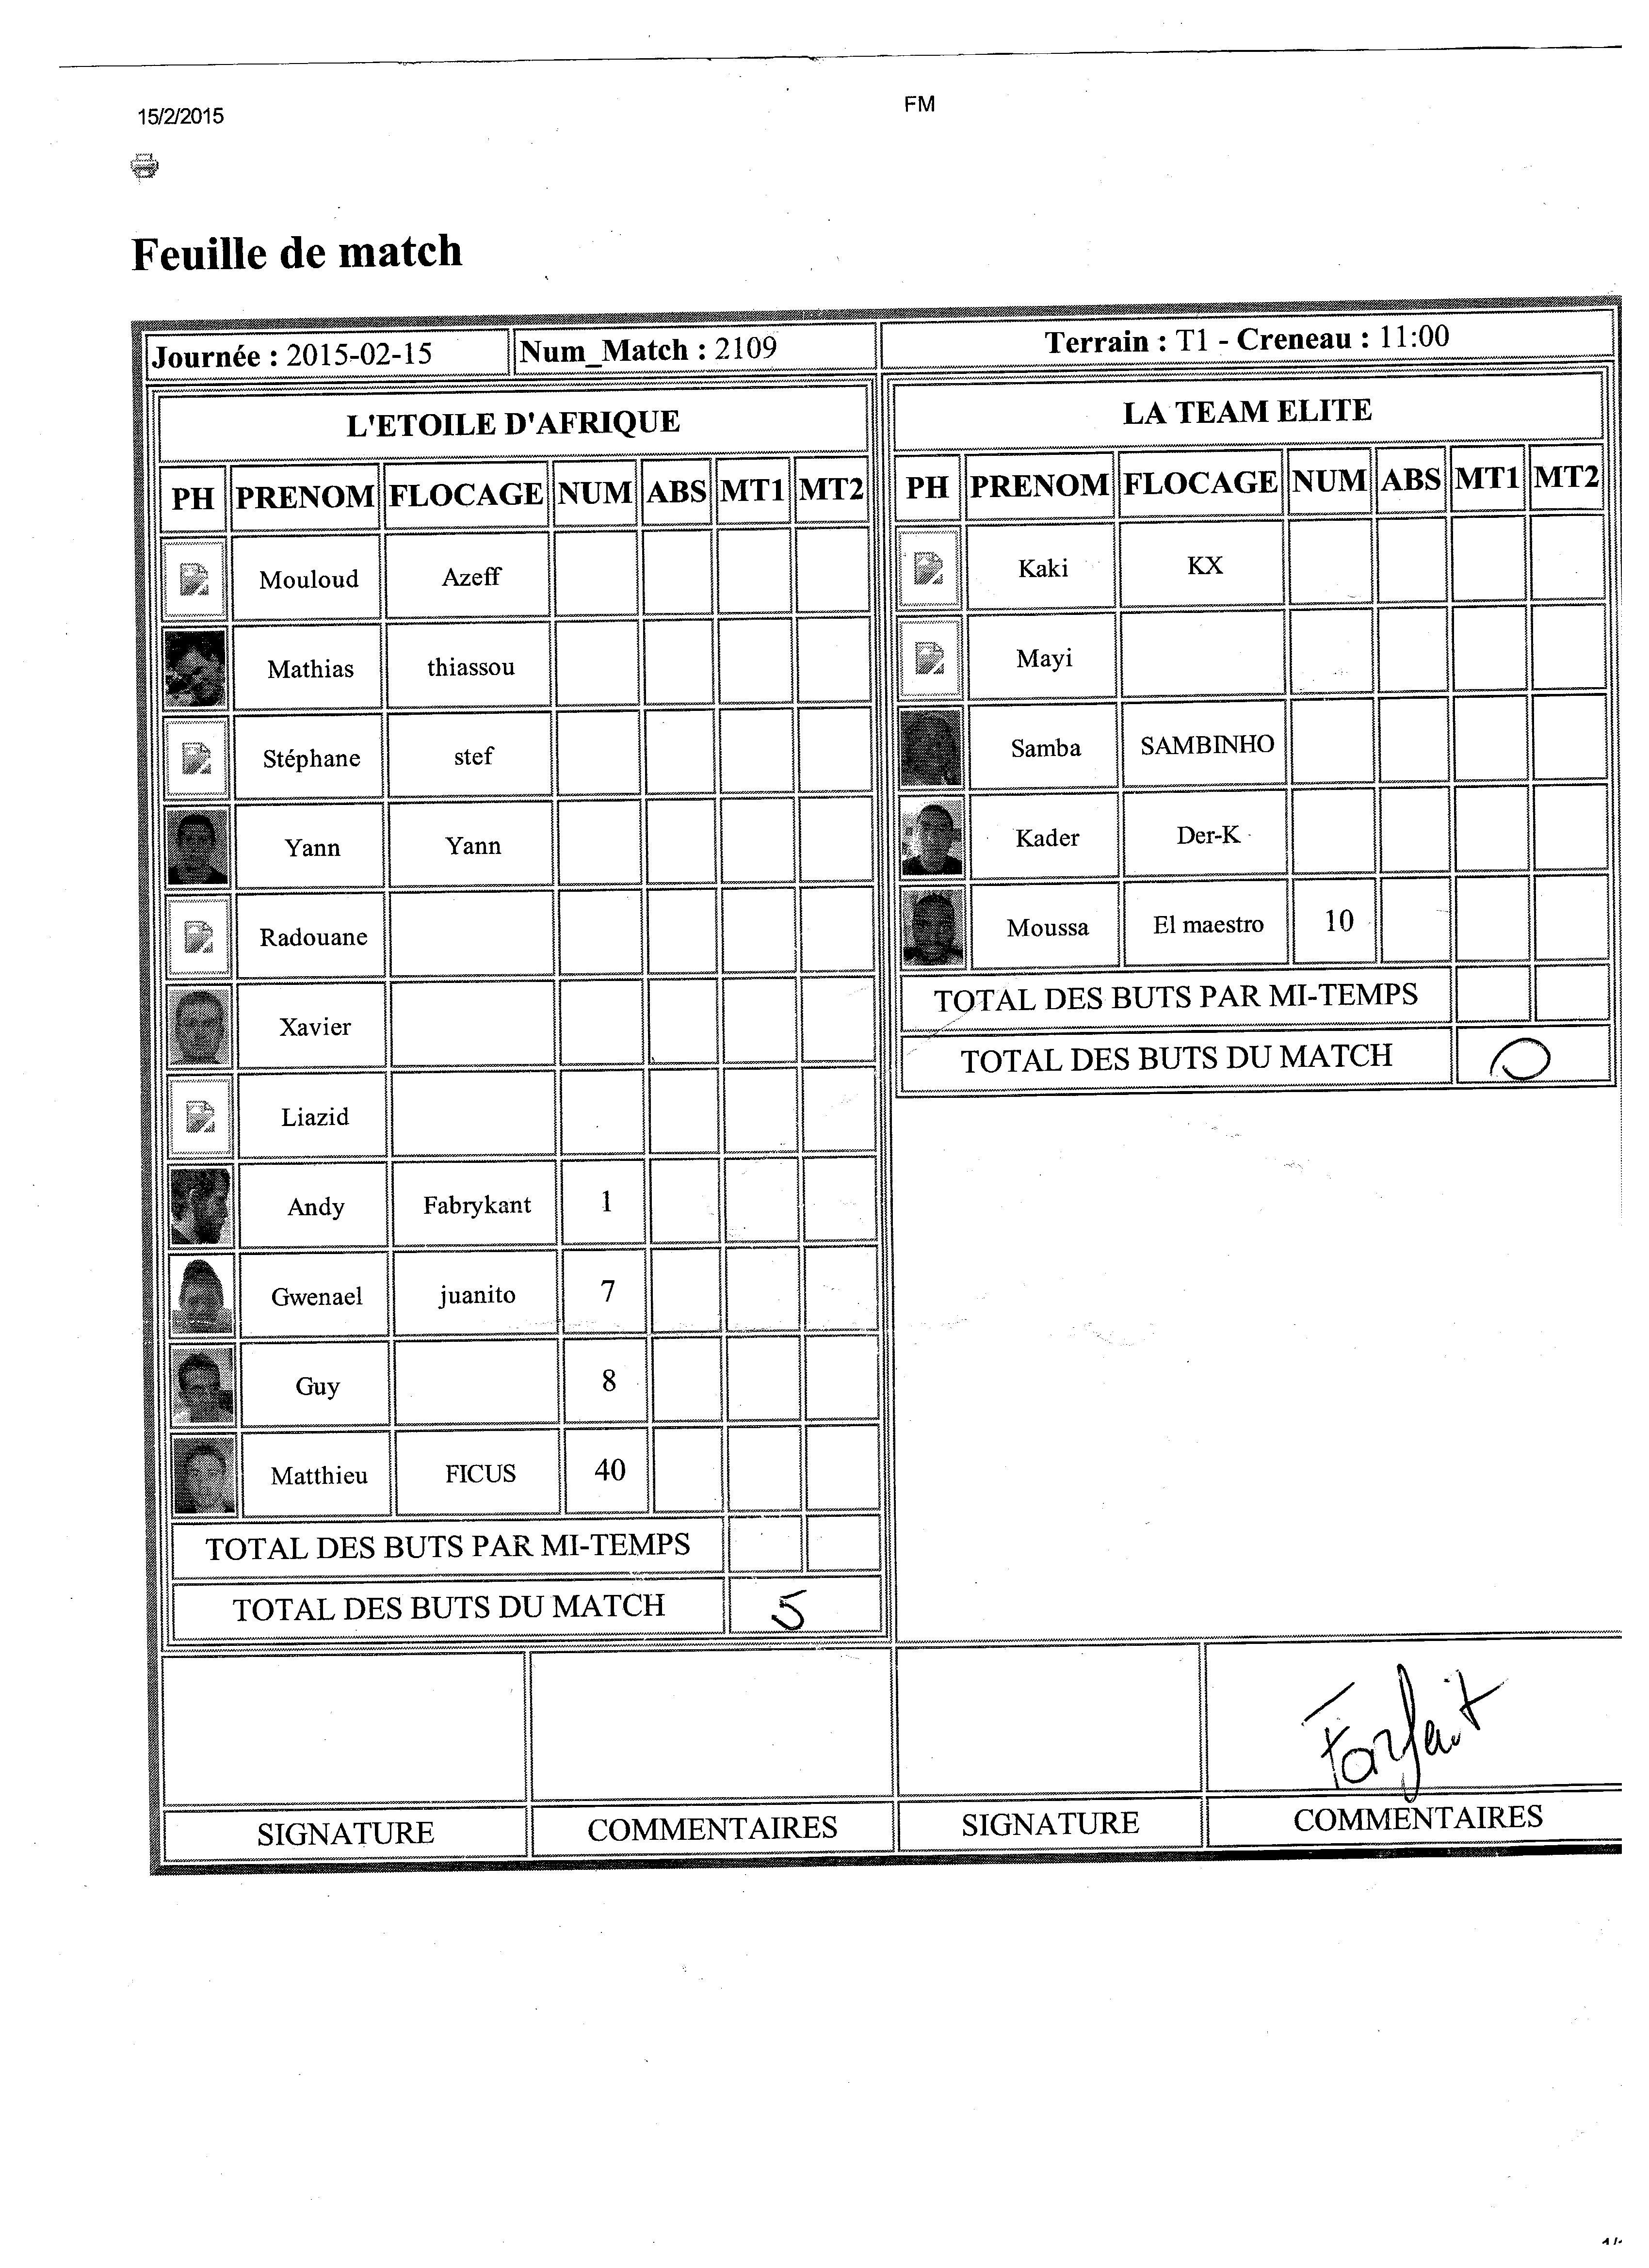 15/2/2015 FM
Feuille de match
Journée : 2015-02-15 Num_Match : 2109 Terrain : T1 - Creneau : 11:00
L'ETOILE D'AFRIQUE
PH PRENOM FLOCAGE NUM ABS MT1 MT2
Mouloud Azeff
Mathias thiassou
Stéphane stef
Yann Yann
Radouane
Xavier
Liazid
Andy Fabrykant 1
Gwenael juanito 7
Guy 8
Matthieu FICUS 40
TOTAL DES BUTS PAR MI-TEMPS
TOTAL DES BUTS DU MATCH 5
LA TEAM ELITE
PH PRENOM FLOCAGE NUM ABS MT1 MT2
Kaki KX
Mayi
Samba SAMBINHO
Kader Der-K
Moussa El maestro 10
TOTAL DES BUTS PAR MI-TEMPS
TOTAL DES BUTS DU MATCH 0
Forfait
SIGNATURE COMMENTAIRES SIGNATURE COMMENTAIRES